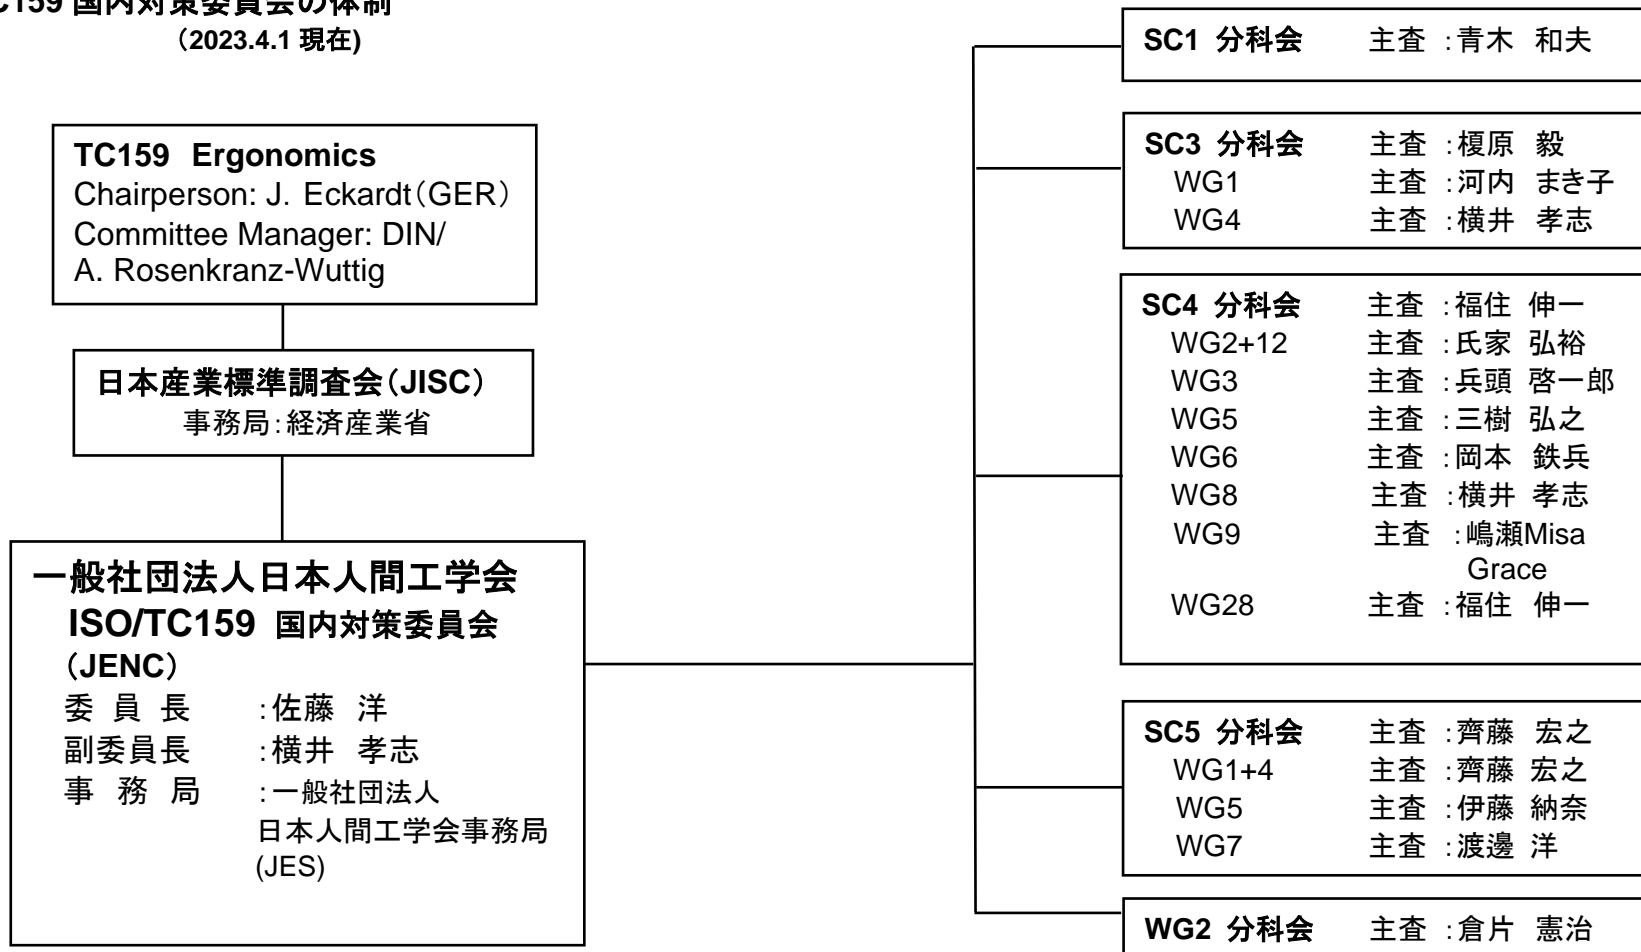 C159 国内対策委員会の体制
（2023.4.1 現在)
TC159 Ergonomics
Chairperson: J. Eckardt（GER）
Committee Manager: DIN/
A. Rosenkranz-Wuttig
日本産業標準調査会（JISC）
事務局：経済産業省
一般社団法人日本人間工学会
ISO/TC159 国内対策委員会
（JENC）
委 員 長 ：佐藤 洋
副委員長 ：横井 孝志
事 務 局 ：一般社団法人
日本人間工学会事務局
(JES)
SC1 分科会 主査 ：青木 和夫
SC3 分科会 主査 ：榎原 毅
WG1 主査 ：河内 まき子
WG4 主査 ：横井 孝志
SC4 分科会 主査 ：福住 伸一
WG2+12 主査 ：氏家 弘裕
WG3 主査 ：兵頭 啓一郎
WG5 主査 ：三樹 弘之
WG6 主査 ：岡本 鉄兵
WG8 主査 ：横井 孝志
WG9 主査 ：嶋瀬Misa
Grace
WG28 主査 ：福住 伸一
SC5 分科会 主査 ：齊藤 宏之
WG1+4 主査 ：齊藤 宏之
WG5 主査 ：伊藤 納奈
WG7 主査 ：渡邊 洋
WG2 分科会 主査 ：倉片 憲治